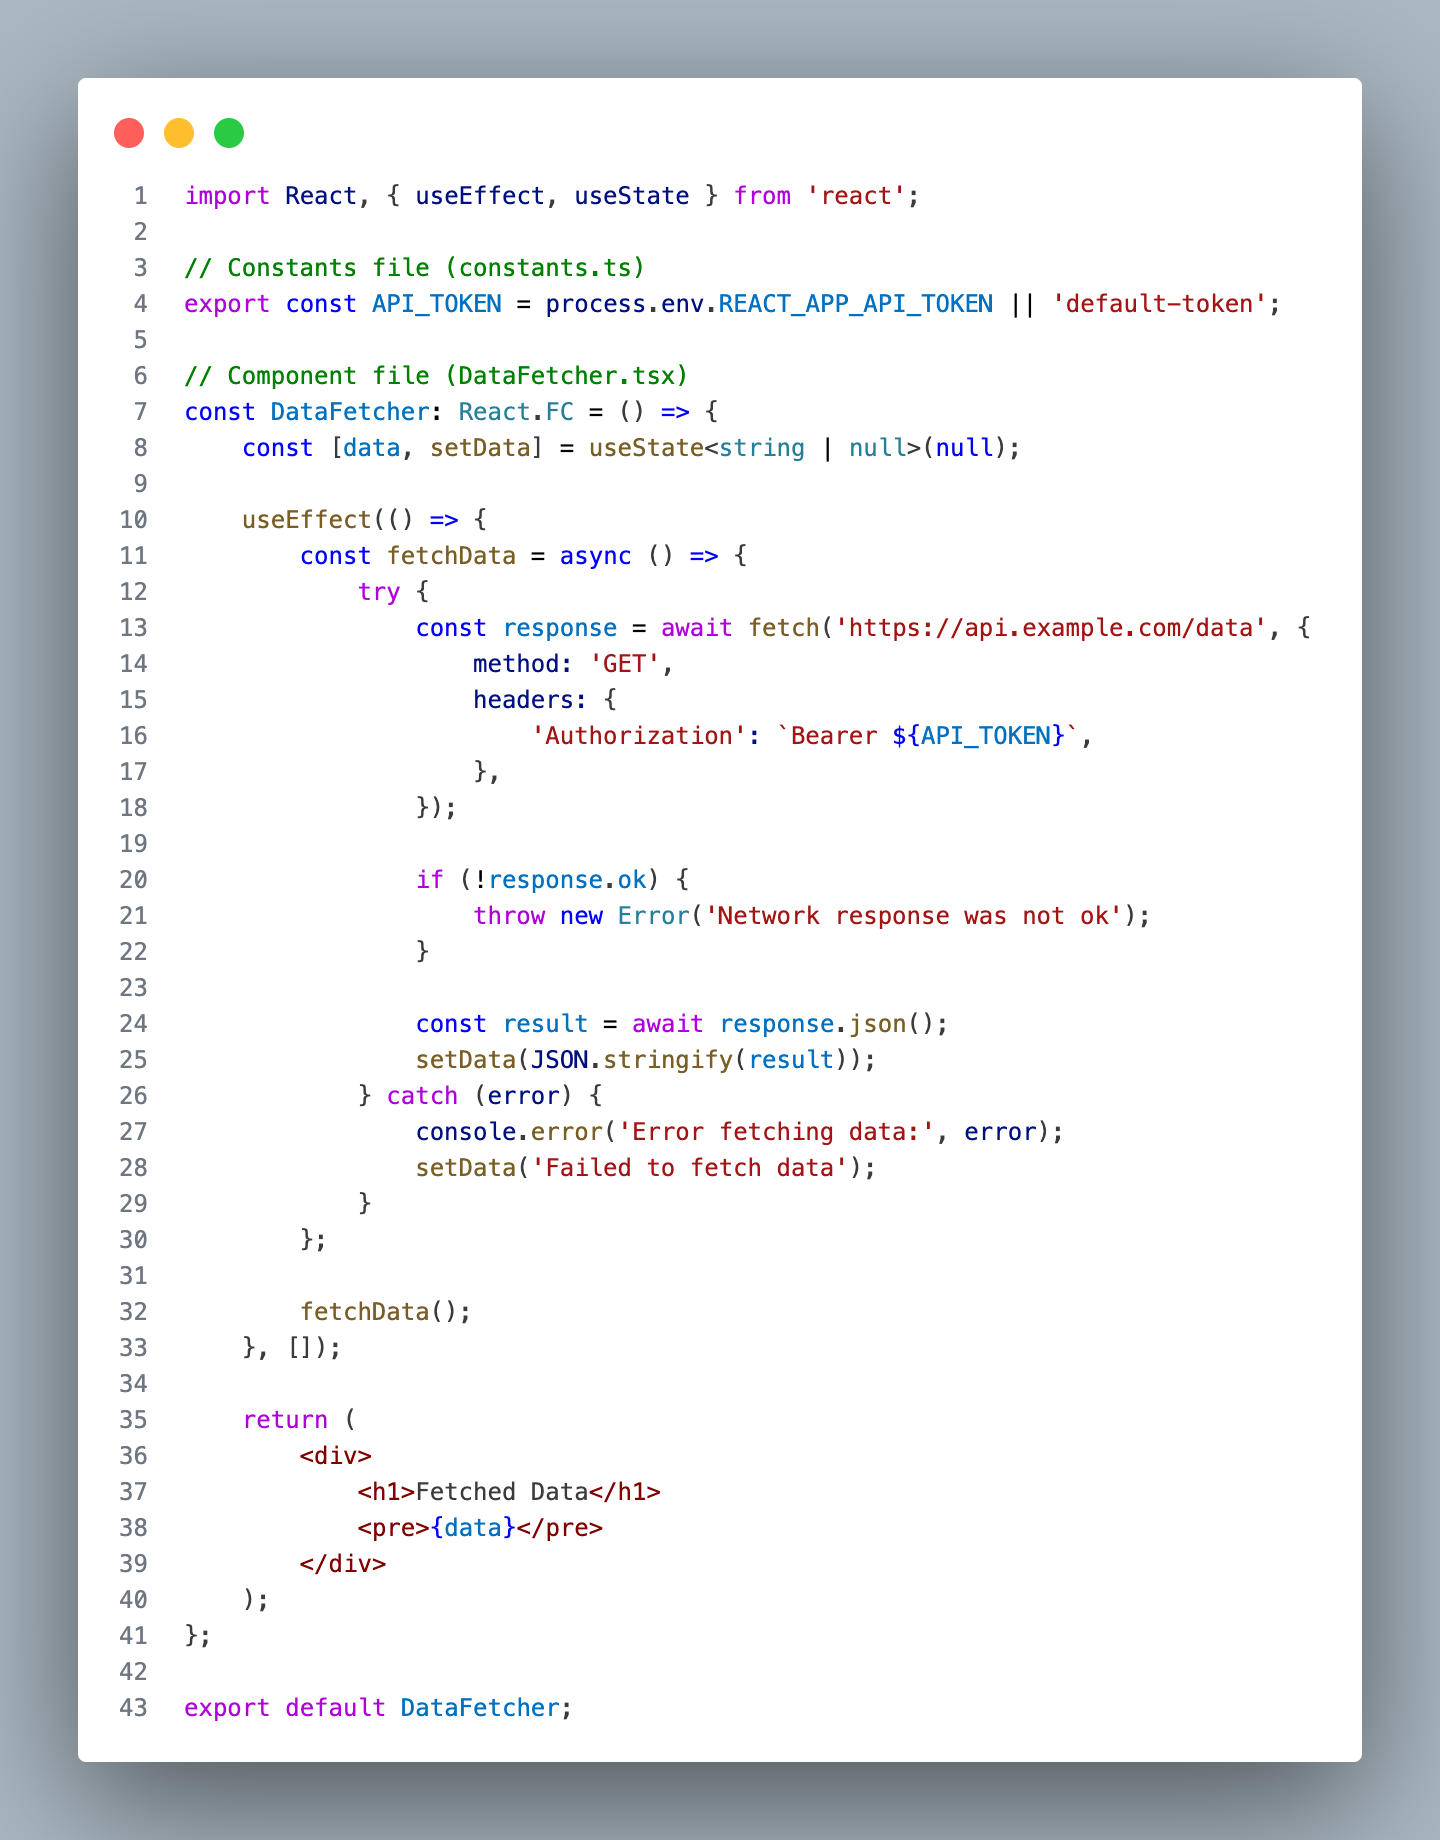 1 import React, { useEffect, useState } from 'react';
2
3 // Constants file (constants.ts)
4 export const API_TOKEN = process.env.REACT_APP_API_TOKEN || 'default-token';
5
6 // Component file (DataFetcher.tsx)
7 const DataFetcher: React.FC = () => {
8     const [data, setData] = useState<string | null>(null);
9
10     useEffect(() => {
11         const fetchData = async () => {
12             try {
13                 const response = await fetch('https://api.example.com/data', {
14                     method: 'GET',
15                     headers: {
16                         'Authorization': `Bearer ${API_TOKEN}`,
17                     },
18                 });
19
20                 if (!response.ok) {
21                     throw new Error('Network response was not ok');
22                 }
23
24                 const result = await response.json();
25                 setData(JSON.stringify(result));
26             } catch (error) {
27                 console.error('Error fetching data:', error);
28                 setData('Failed to fetch data');
29             }
30         };
31
32         fetchData();
33     }, []);
34
35     return (
36         <div>
37             <h1>Fetched Data</h1>
38             <pre>{data}</pre>
39         </div>
40     );
41 };
42
43 export default DataFetcher;